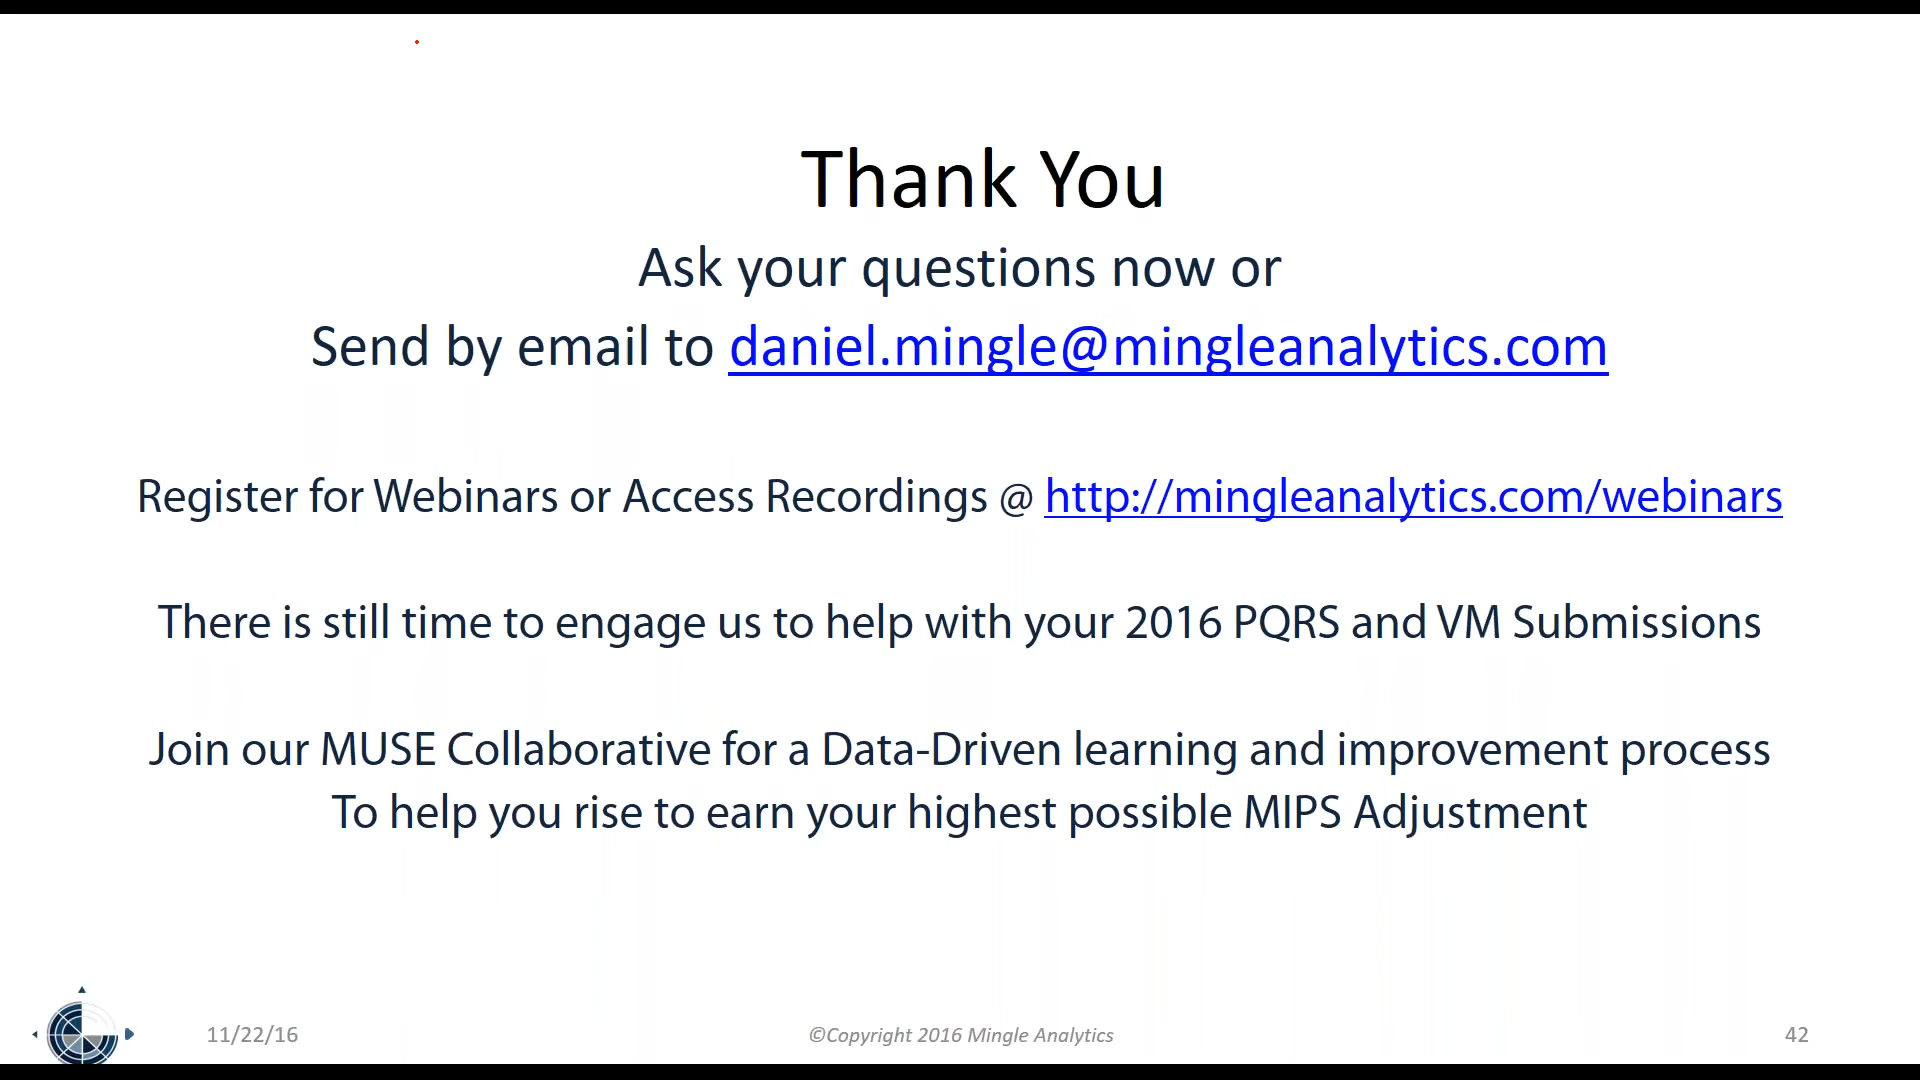 Thank You
Ask your questions now or
Send by email to daniel.mingle@mingleanalytics.com
Register for Webinars or Access Recordings @ http://mingleanalytics.com/webinars
There is still time to engage us to help with your 2016 PQRS and VM Submissions
Join our MUSE Collaborative for a Data-Driven learning and improvement process
To help you rise to earn your highest possible MIPS Adjustment
11/22/16
©Copyright 2016 Mingle Analytics
42